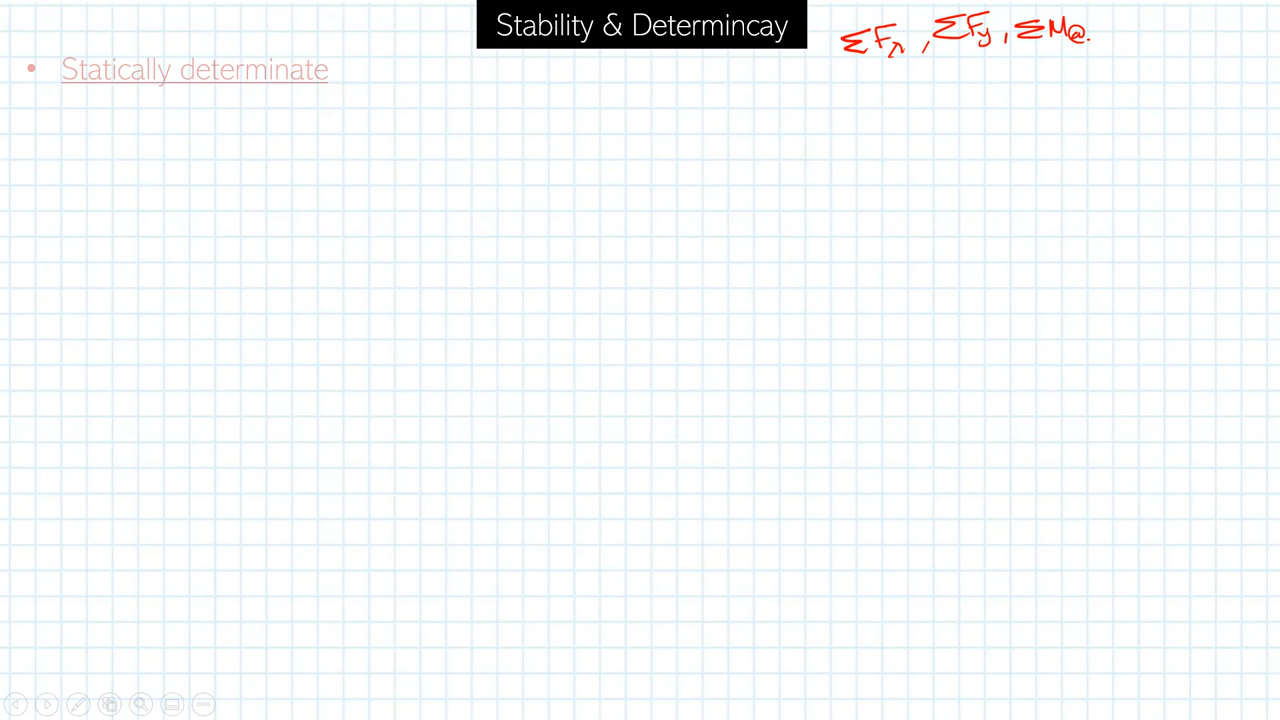 Stability & Determincay
ΣFx, ΣFy, ΣM@.
• Statically determinate